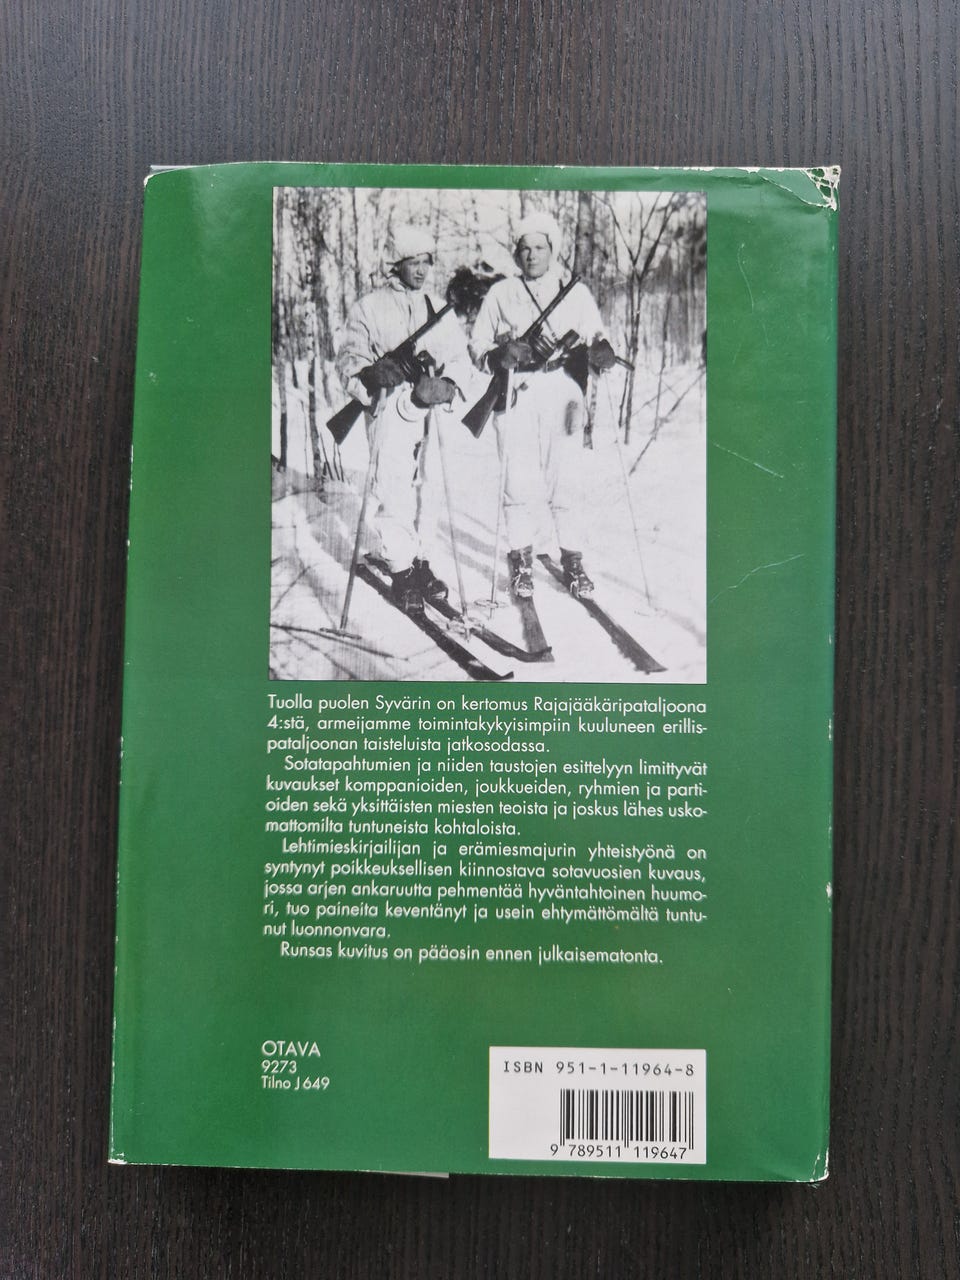 Tuolla puolen Syvärin on kertomus Rajajääkäripataljoona
4:stä, armeijamme toimintakykyisimpiin kuuluneen erillis-
pataljoonan taisteluista jatkosodassa.
Sotatapahtumien ja niiden taustojen esittelyyn limittyvät
kuvaukset komppanioiden, joukkueiden, ryhmien ja parti-
oiden sekä yksittäisten miesten teoista ja joskus lähes usko-
mattomilta tuntuneista kohtaloista.
Lehtimieskirjailijan ja erämiesmajurin yhteistyönä on
syntynyt poikkeuksellisen kiinnostava sotavuosien kuvaus,
jossa arjen ankaruutta pehmentää hyväntahtoinen huumo-
ri, tuo paineita keventänyt ja usein ehtymättömältä tuntu-
nut luonnonvara.
Runsas kuvitus on pääosin ennen julkaisematonta.
OTAVA
9273
Tilno J 649
ISBN 951-1-11964-8
9 789511 119647